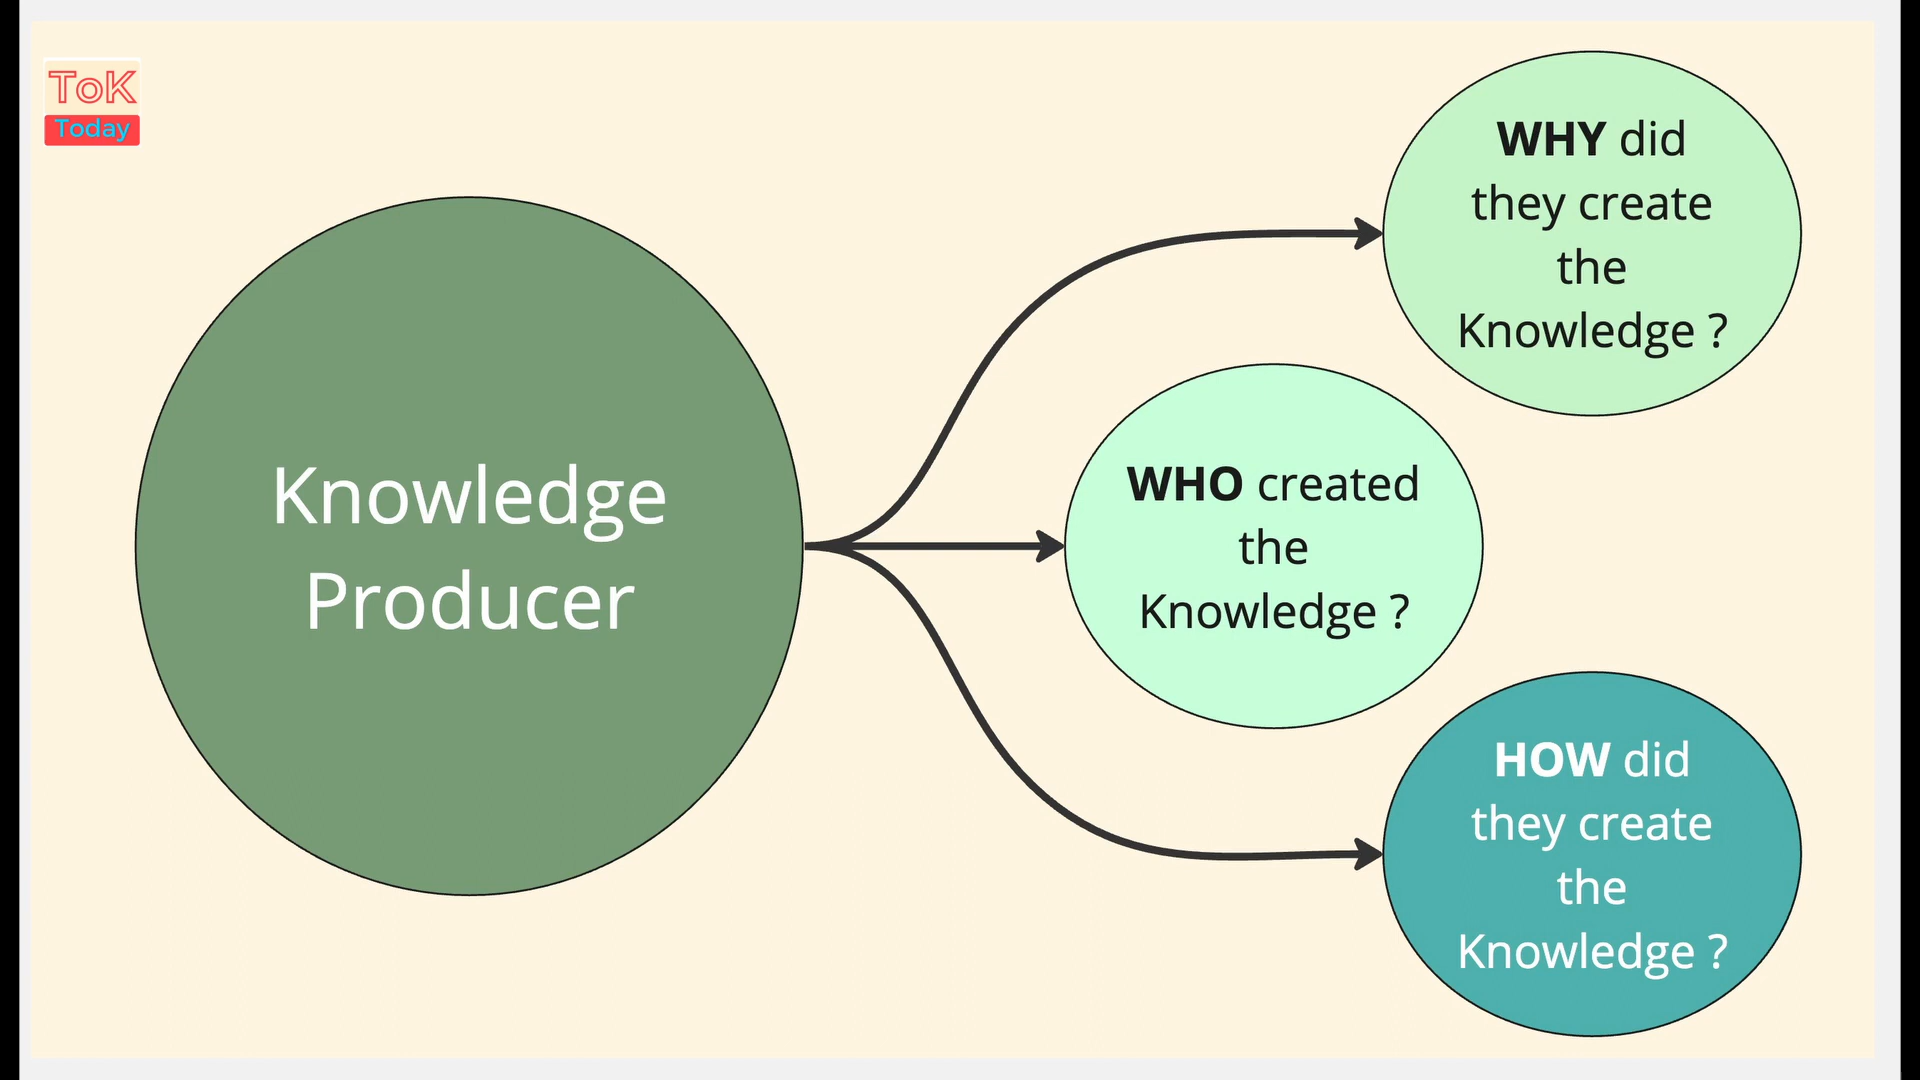 ToK
Today
Knowledge
Producer
WHY did
they create
the
Knowledge ?
WHO created
the
Knowledge ?
HOW did
they create
the
Knowledge ?